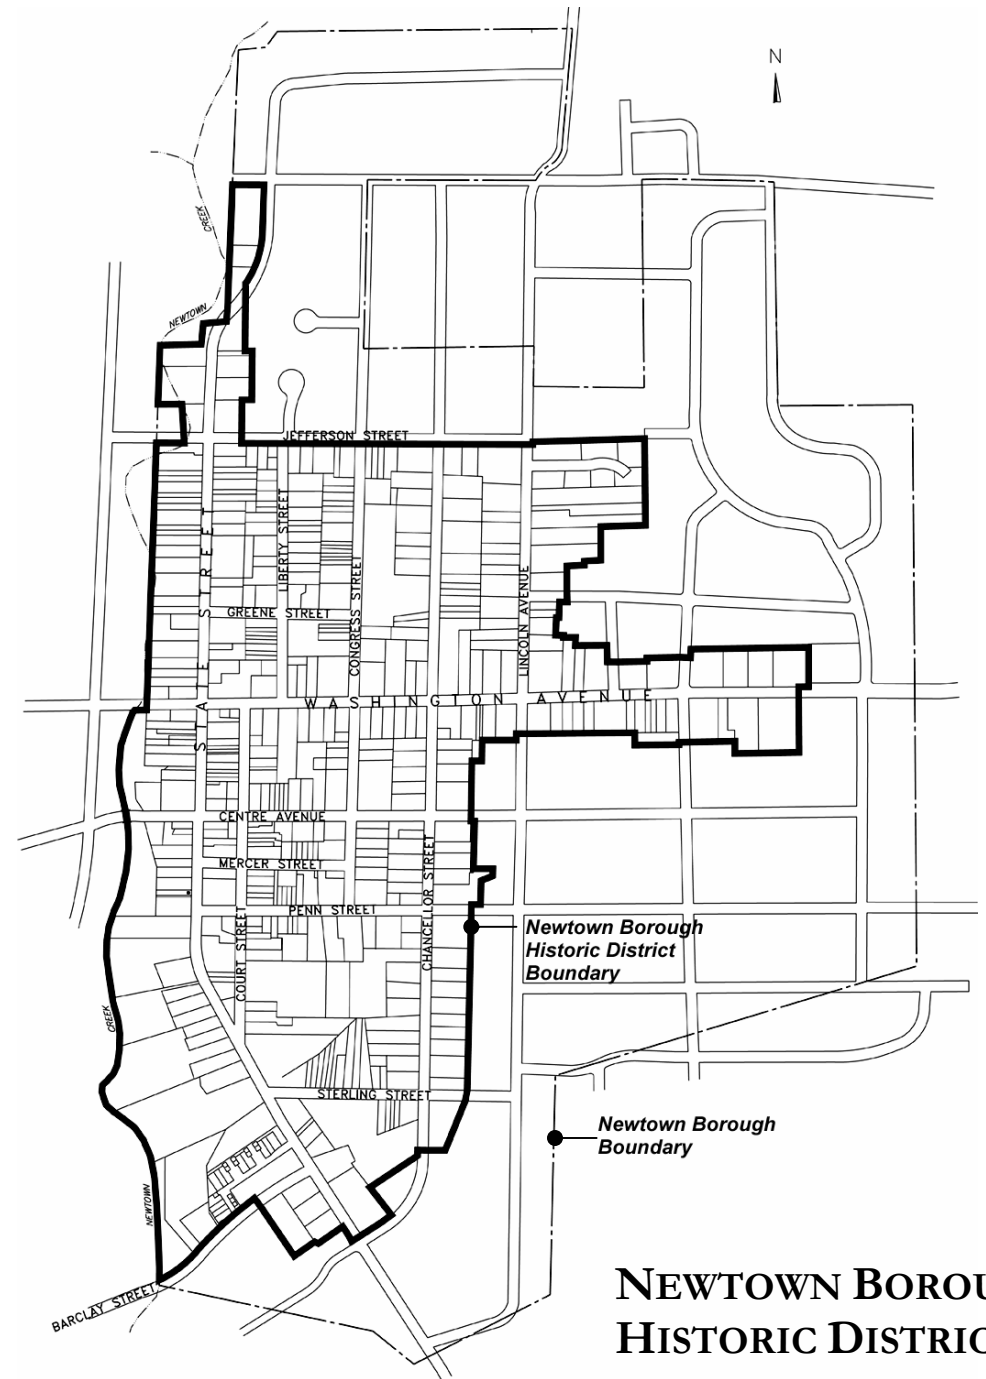 N
CREEK
NEWTOWN
JEFFERSON STREET
LIBERTY STREET
STATE STREET
CONGRESS STREET
LINCOLN AVENUE
GREENE STREET
WASHINGTON AVENUE
CENTRE AVENUE
MERCER STREET
CHANCELLOR STREET
PENN STREET
COURT STREET
Newtown Borough
Historic District
Boundary
CREEK
STERLING STREET
Newtown Borough
Boundary
NEWTOWN
BARCLAY STREET
NEWTOWN BOROU
HISTORIC DISTRIC